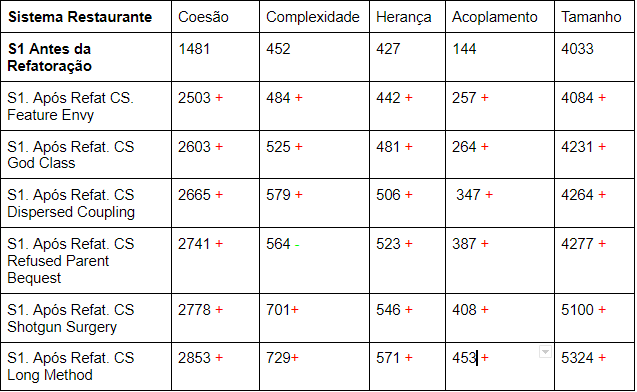 Sistema Restaurante Coesão Complexidade Herança Acoplamento Tamanho
S1 Antes da 1481 452 427 144 4033
Refatoração
S1. Após Refat CS. 2503 + 484 + 442 + 257 + 4084 +
Feature Envy
S1. Após Refat. CS 2603 + 525 + 481 + 264 + 4231 +
God Class
S1. Após Refat. CS 2665 + 579 + 506 + 347 + 4264 +
Dispersed Coupling
S1. Após Refat. CS 2741 + 564 - 523 + 387 + 4277 +
Refused Parent
Bequest
S1. Após Refat. CS 2778 + 701+ 546 + 408 + 5100 +
Shotgun Surgery
S1. Após Refat. CS 2853 + 729+ 571 + 453 + 5324 +
Long Method